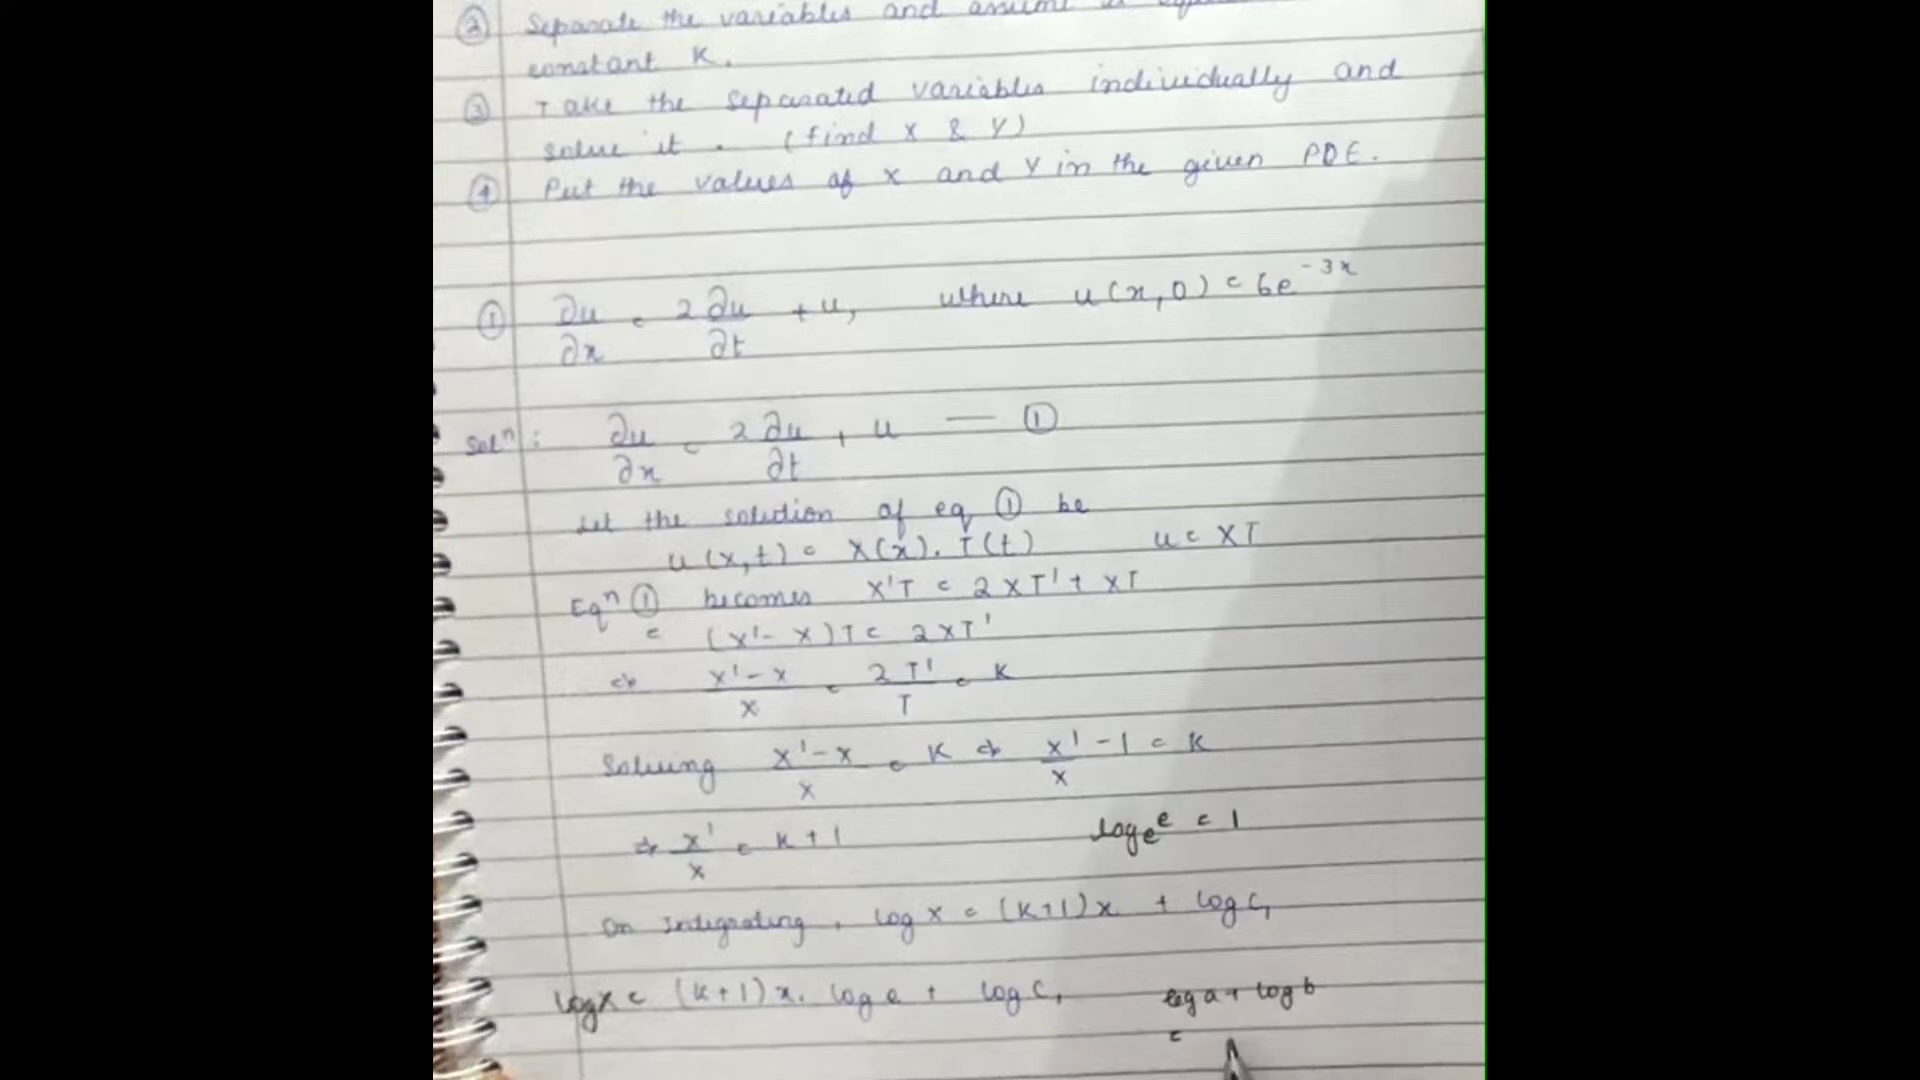 ② Separate the variables and assume
constant K.
③ Take the separated variables individually and
solve it. (find X & Y)
④ Put the values of X and Y in the given PDE.
① ∂u/∂x = 2 ∂u/∂t + u, where u(x,0) = 6e^-3x
Solⁿ: ∂u/∂x = 2 ∂u/∂t + u — ①
Let the solution of eq ① be
u(x,t) = X(x). T(t) u = XT
Eqⁿ ① becomes X'T = 2XT' + XT
= (X' - X)T = 2XT'
⇒ X'-X/X = 2T'/T = K
Solving X'-X/X = K ⇒ X'/X - 1 = K
⇒ X'/X = K + 1 log_e e = 1
On Integrating, log X = (K+1)x + log C₁
logX = (K+1)x. log e + log C₁ log a + log b
=